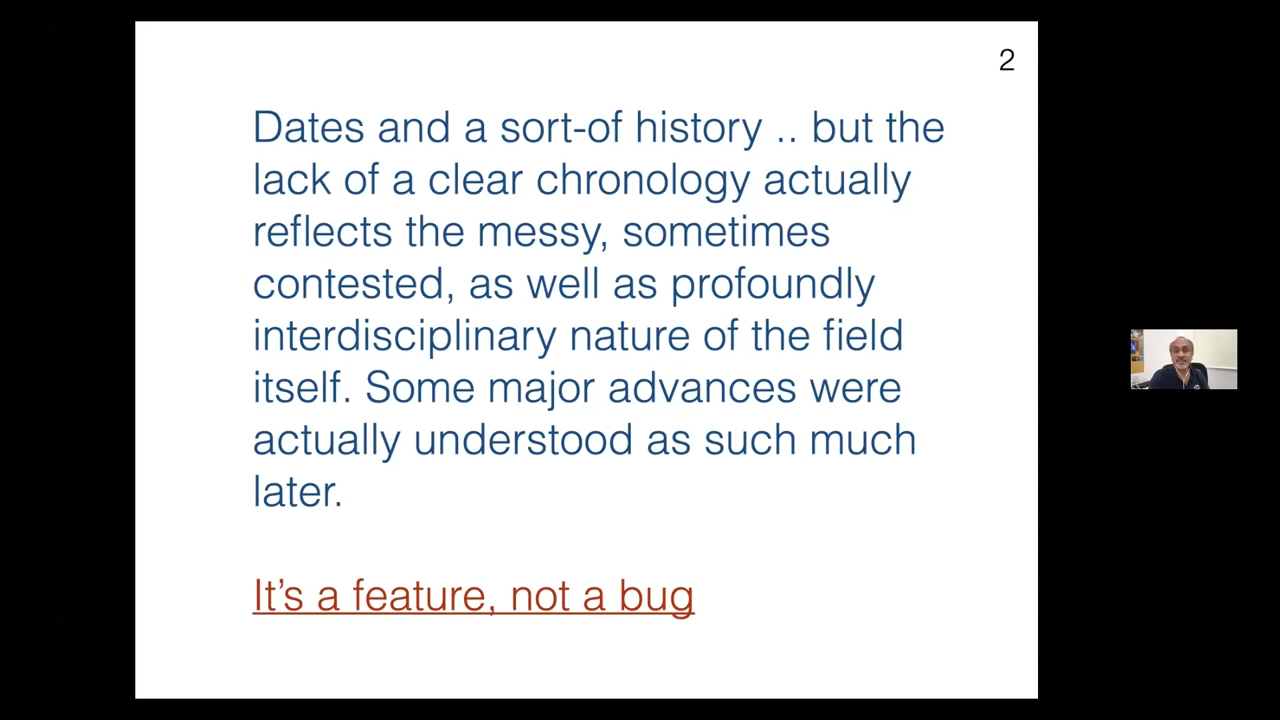 2
Dates and a sort-of history .. but the
lack of a clear chronology actually
reflects the messy, sometimes
contested, as well as profoundly
interdisciplinary nature of the field
itself. Some major advances were
actually understood as such much
later.
It’s a feature, not a bug